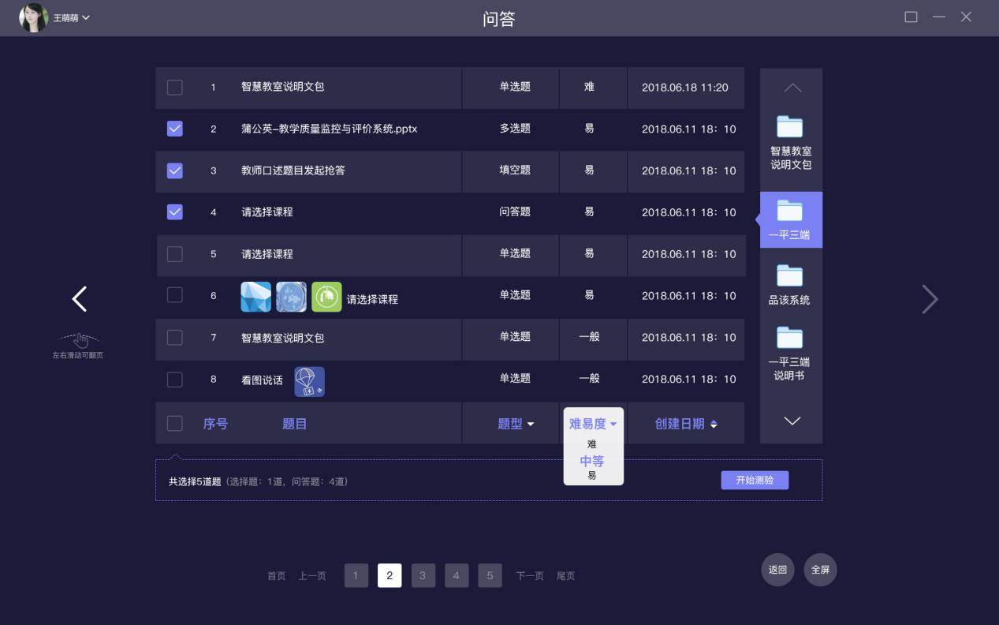 王萌萌
问答
1 智慧教室说明文包 单选题 难 2018.06.18 11:20
2 蒲公英-教学质量监控与评价系统.pptx 多选题 易 2018.06.11 18：10
3 教师口述题目发起抢答 填空题 易 2018.06.11 18：10
4 请选择课程 问答题 易 2018.06.11 18：10
5 请选择课程 单选题 易 2018.06.11 18：10
6 请选择课程 单选题 易 2018.06.11 18：10
7 智慧教室说明文包 单选题 一般 2018.06.11 18：10
8 看图说话 单选题 一般 2018.06.11 18：10
序号 题目 题型 难易度 创建日期
难
中等
易
智慧教室
说明文包
一平三端
品该系统
一平三端
说明书
左右滑动可翻页
共选择5道题（选择题：1道，问答题：4道）
开始测验
首页 上一页 1 2 3 4 5 下一页 尾页
返回 全屏